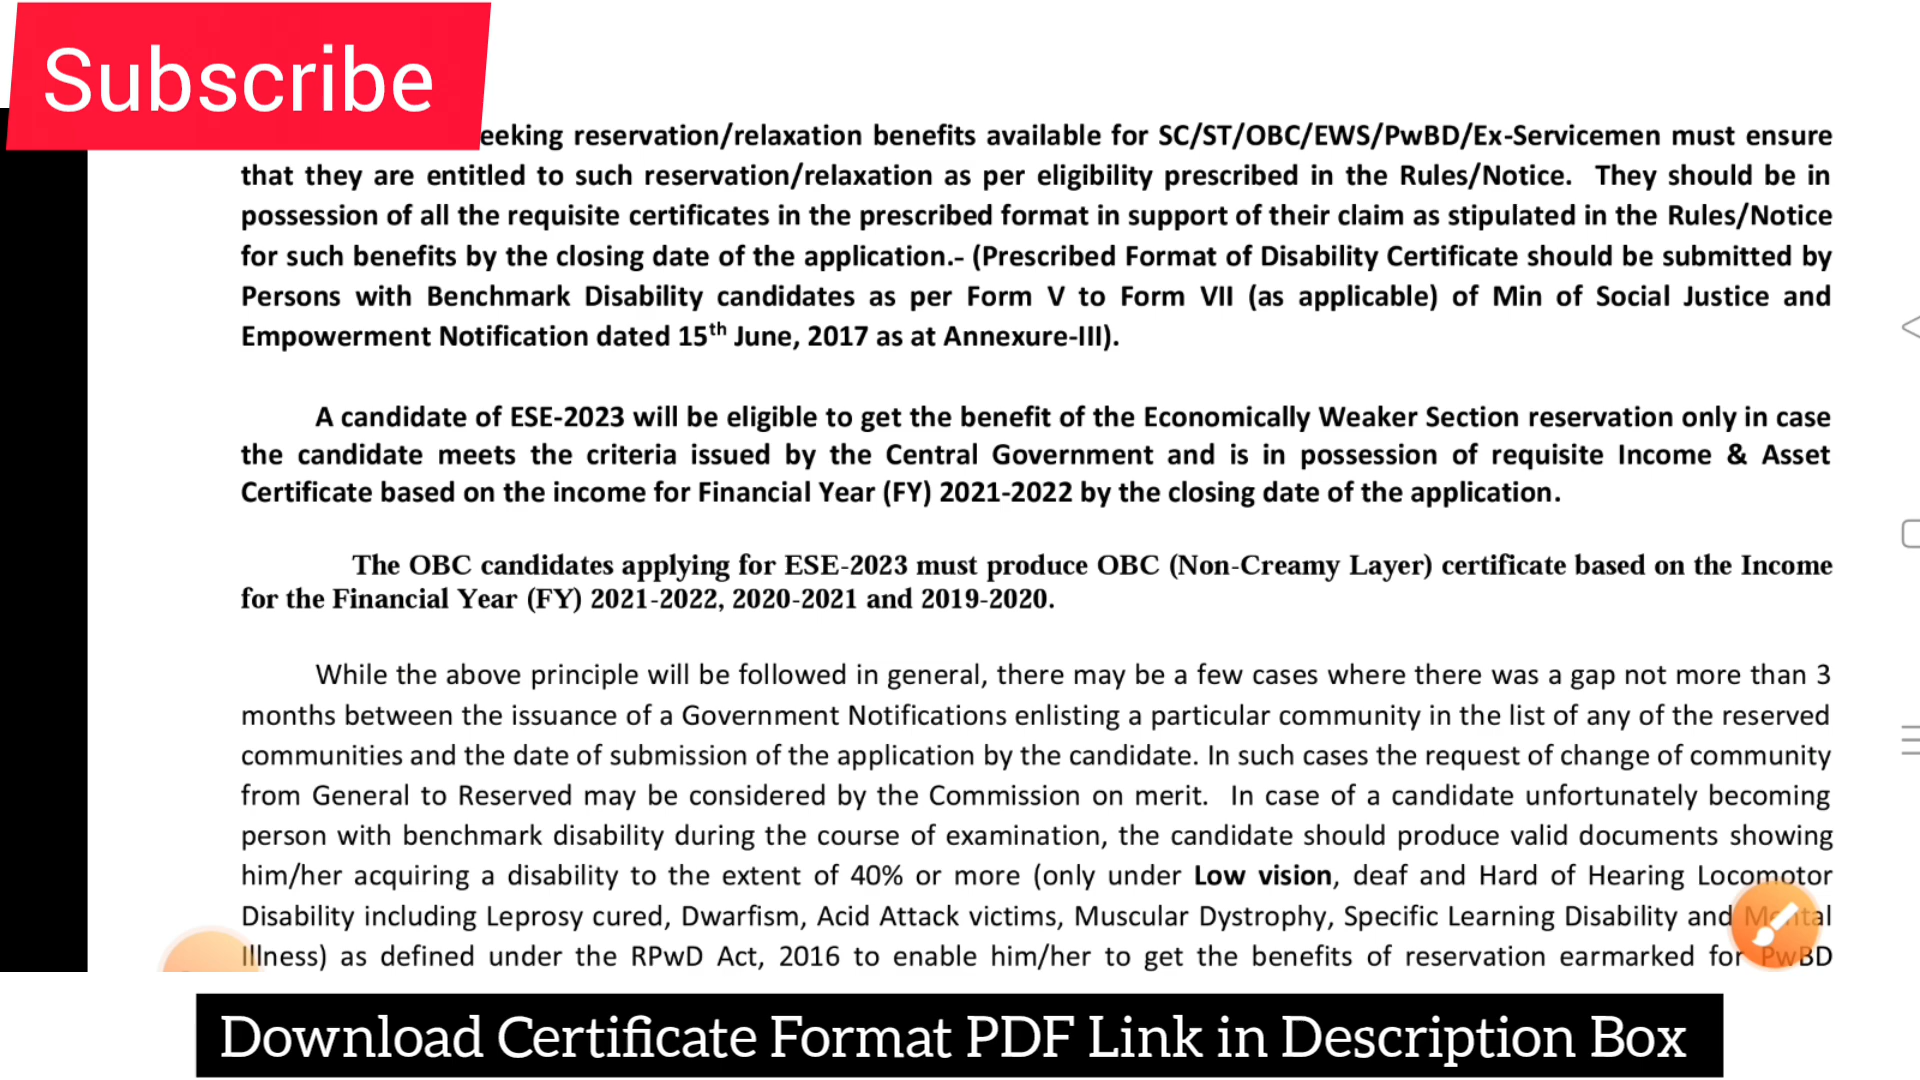 Subscribe
eeking reservation/relaxation benefits available for SC/ST/OBC/EWS/PwBD/Ex-Servicemen must ensure
that they are entitled to such reservation/relaxation as per eligibility prescribed in the Rules/Notice. They should be in
possession of all the requisite certificates in the prescribed format in support of their claim as stipulated in the Rules/Notice
for such benefits by the closing date of the application.- (Prescribed Format of Disability Certificate should be submitted by
Persons with Benchmark Disability candidates as per Form V to Form VII (as applicable) of Min of Social Justice and
Empowerment Notification dated 15th June, 2017 as at Annexure-III).
A candidate of ESE-2023 will be eligible to get the benefit of the Economically Weaker Section reservation only in case
the candidate meets the criteria issued by the Central Government and is in possession of requisite Income & Asset
Certificate based on the income for Financial Year (FY) 2021-2022 by the closing date of the application.
The OBC candidates applying for ESE-2023 must produce OBC (Non-Creamy Layer) certificate based on the Income
for the Financial Year (FY) 2021-2022, 2020-2021 and 2019-2020.
While the above principle will be followed in general, there may be a few cases where there was a gap not more than 3
months between the issuance of a Government Notifications enlisting a particular community in the list of any of the reserved
communities and the date of submission of the application by the candidate. In such cases the request of change of community
from General to Reserved may be considered by the Commission on merit. In case of a candidate unfortunately becoming
person with benchmark disability during the course of examination, the candidate should produce valid documents showing
him/her acquiring a disability to the extent of 40% or more (only under Low vision, deaf and Hard of Hearing Locomotor
Disability including Leprosy cured, Dwarfism, Acid Attack victims, Muscular Dystrophy, Specific Learning Disability and Mental
Illness) as defined under the RPwD Act, 2016 to enable him/her to get the benefits of reservation earmarked for PwBD
Download Certificate Format PDF Link in Description Box